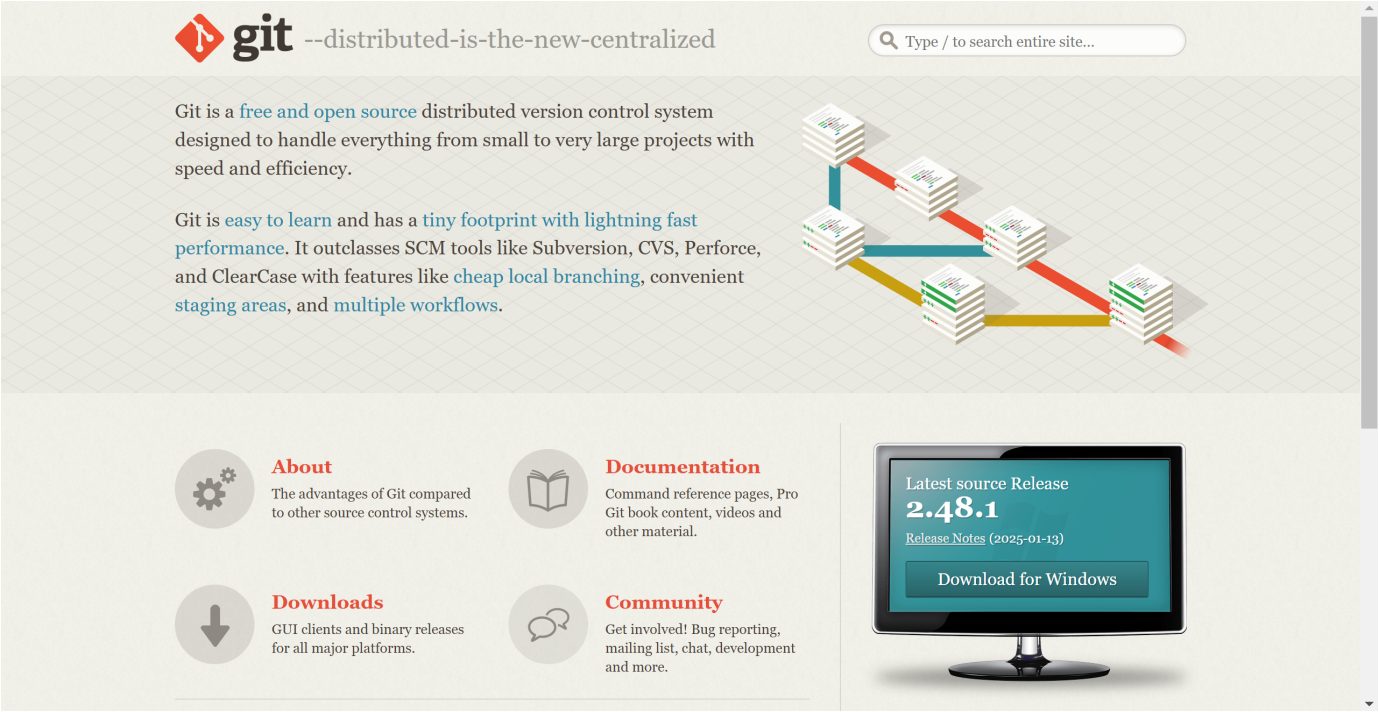 git --distributed-is-the-new-centralized
Type / to search entire site...
Git is a free and open source distributed version control system
designed to handle everything from small to very large projects with
speed and efficiency.
Git is easy to learn and has a tiny footprint with lightning fast
performance. It outclasses SCM tools like Subversion, CVS, Perforce,
and ClearCase with features like cheap local branching, convenient
staging areas, and multiple workflows.
About
The advantages of Git compared
to other source control systems.
Documentation
Command reference pages, Pro
Git book content, videos and
other material.
Downloads
GUI clients and binary releases
for all major platforms.
Community
Get involved! Bug reporting,
mailing list, chat, development
and more.
Latest source Release
2.48.1
Release Notes (2025-01-13)
Download for Windows